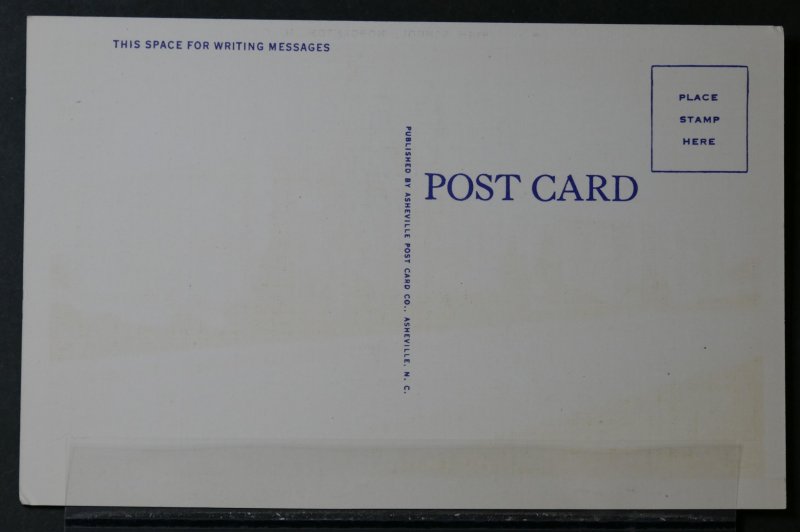 THIS SPACE FOR WRITING MESSAGES
PLACE
STAMP
HERE
POST CARD
PUBLISHED BY ASHEVILLE POST CARD CO., ASHEVILLE, N. C.